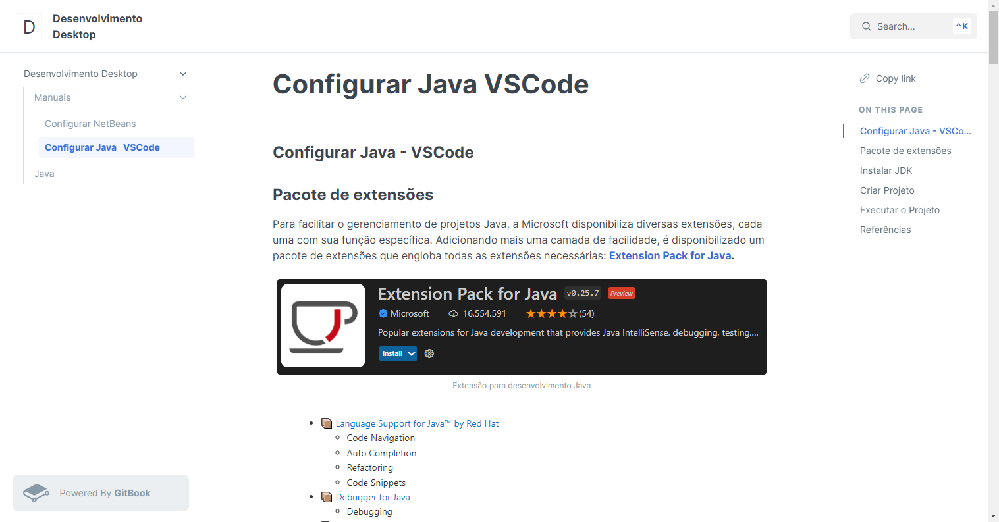 D
Desenvolvimento
Desktop
Search...
^K
Desenvolvimento Desktop
Manuais
Configurar NetBeans
Configurar Java VSCode
Java
Powered By GitBook
Configurar Java VSCode
Configurar Java - VSCode
Pacote de extensões
Para facilitar o gerenciamento de projetos Java, a Microsoft disponibiliza diversas extensões, cada
uma com sua função específica. Adicionando mais uma camada de facilidade, é disponibilizado um
pacote de extensões que engloba todas as extensões necessárias: Extension Pack for Java.
Extension Pack for Java v0.25.7 Preview
Microsoft 16,554,591 (54)
Popular extensions for Java development that provides Java IntelliSense, debugging, testing,...
Install
Extensão para desenvolvimento Java
Language Support for Java™ by Red Hat
Code Navigation
Auto Completion
Refactoring
Code Snippets
Debugger for Java
Debugging
Copy link
ON THIS PAGE
Configurar Java - VSCo...
Pacote de extensões
Instalar JDK
Criar Projeto
Executar o Projeto
Referências